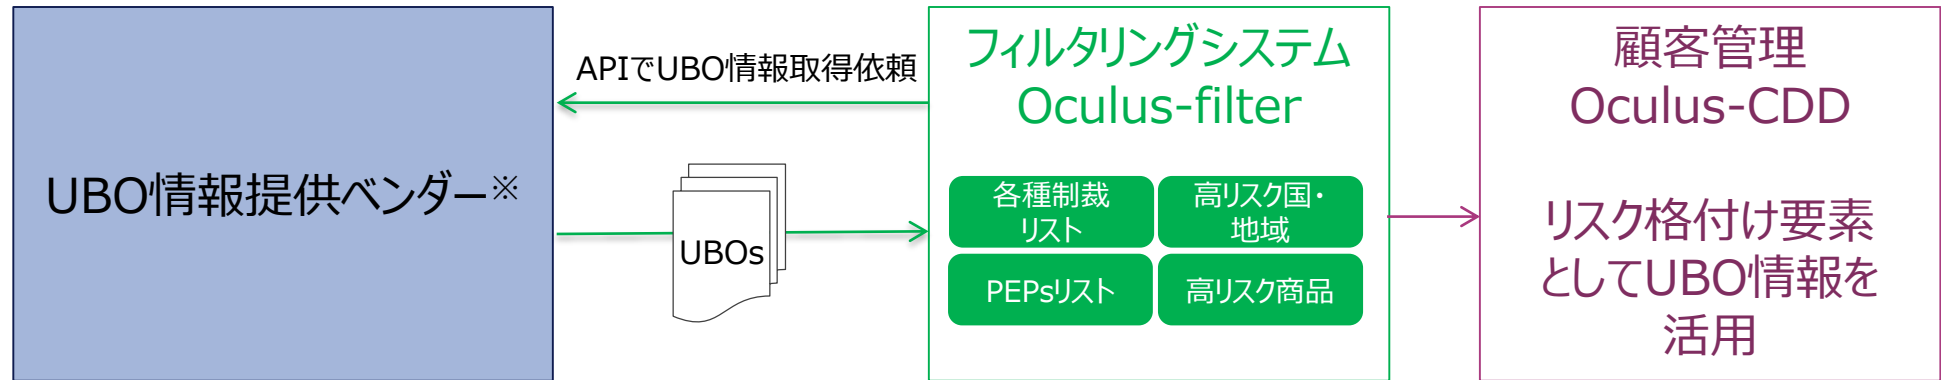 UBO情報提供ベンダー※
APIでUBO情報取得依頼
UBOs
フィルタリングシステム
Oculus-filter
各種制裁
リスト
高リスク国・
地域
PEPsリスト
高リスク商品
顧客管理
Oculus-CDD
リスク格付け要素
としてUBO情報を
活用